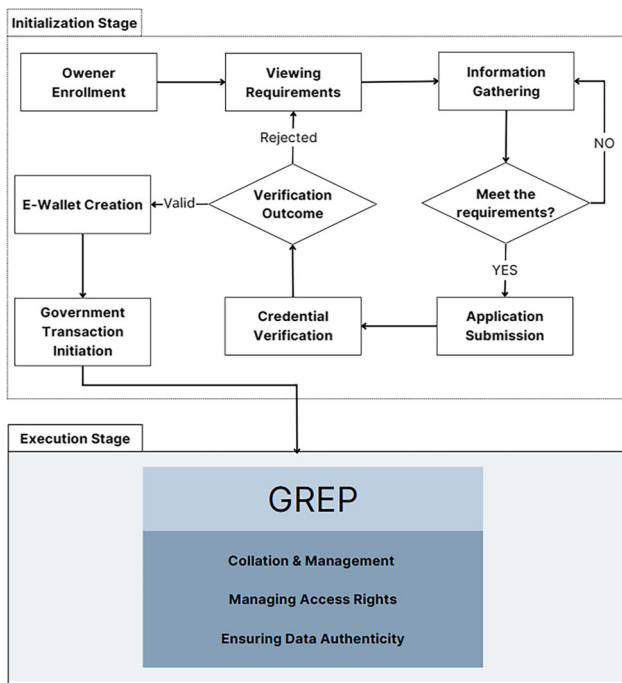 Initialization Stage
Owener
Enrollment
Viewing
Requirements
Information
Gathering
Rejected
NO
E-Wallet Creation
Valid
Verification
Outcome
Meet the
requirements?
YES
Government
Transaction
Initiation
Credential
Verification
Application
Submission
Execution Stage
GREP
Collation & Management
Managing Access Rights
Ensuring Data Authenticity